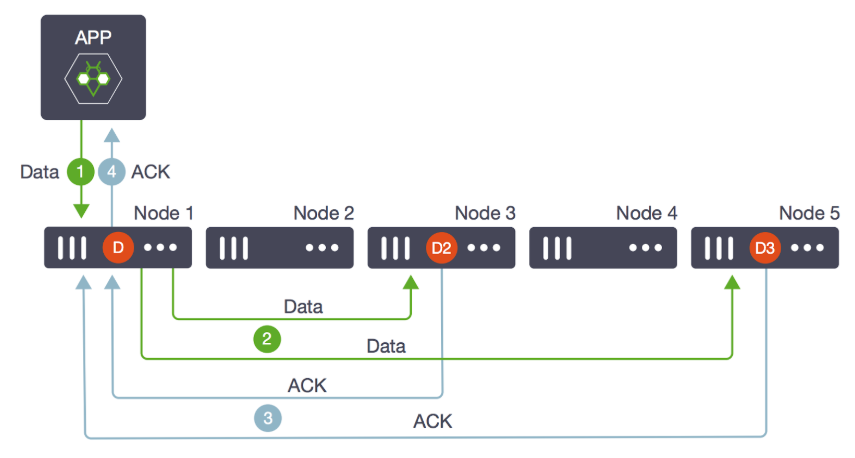 APP
Data 1 4 ACK
Node 1 Node 2 Node 3 Node 4 Node 5
D D2 D3
Data
2
Data
ACK
3
ACK